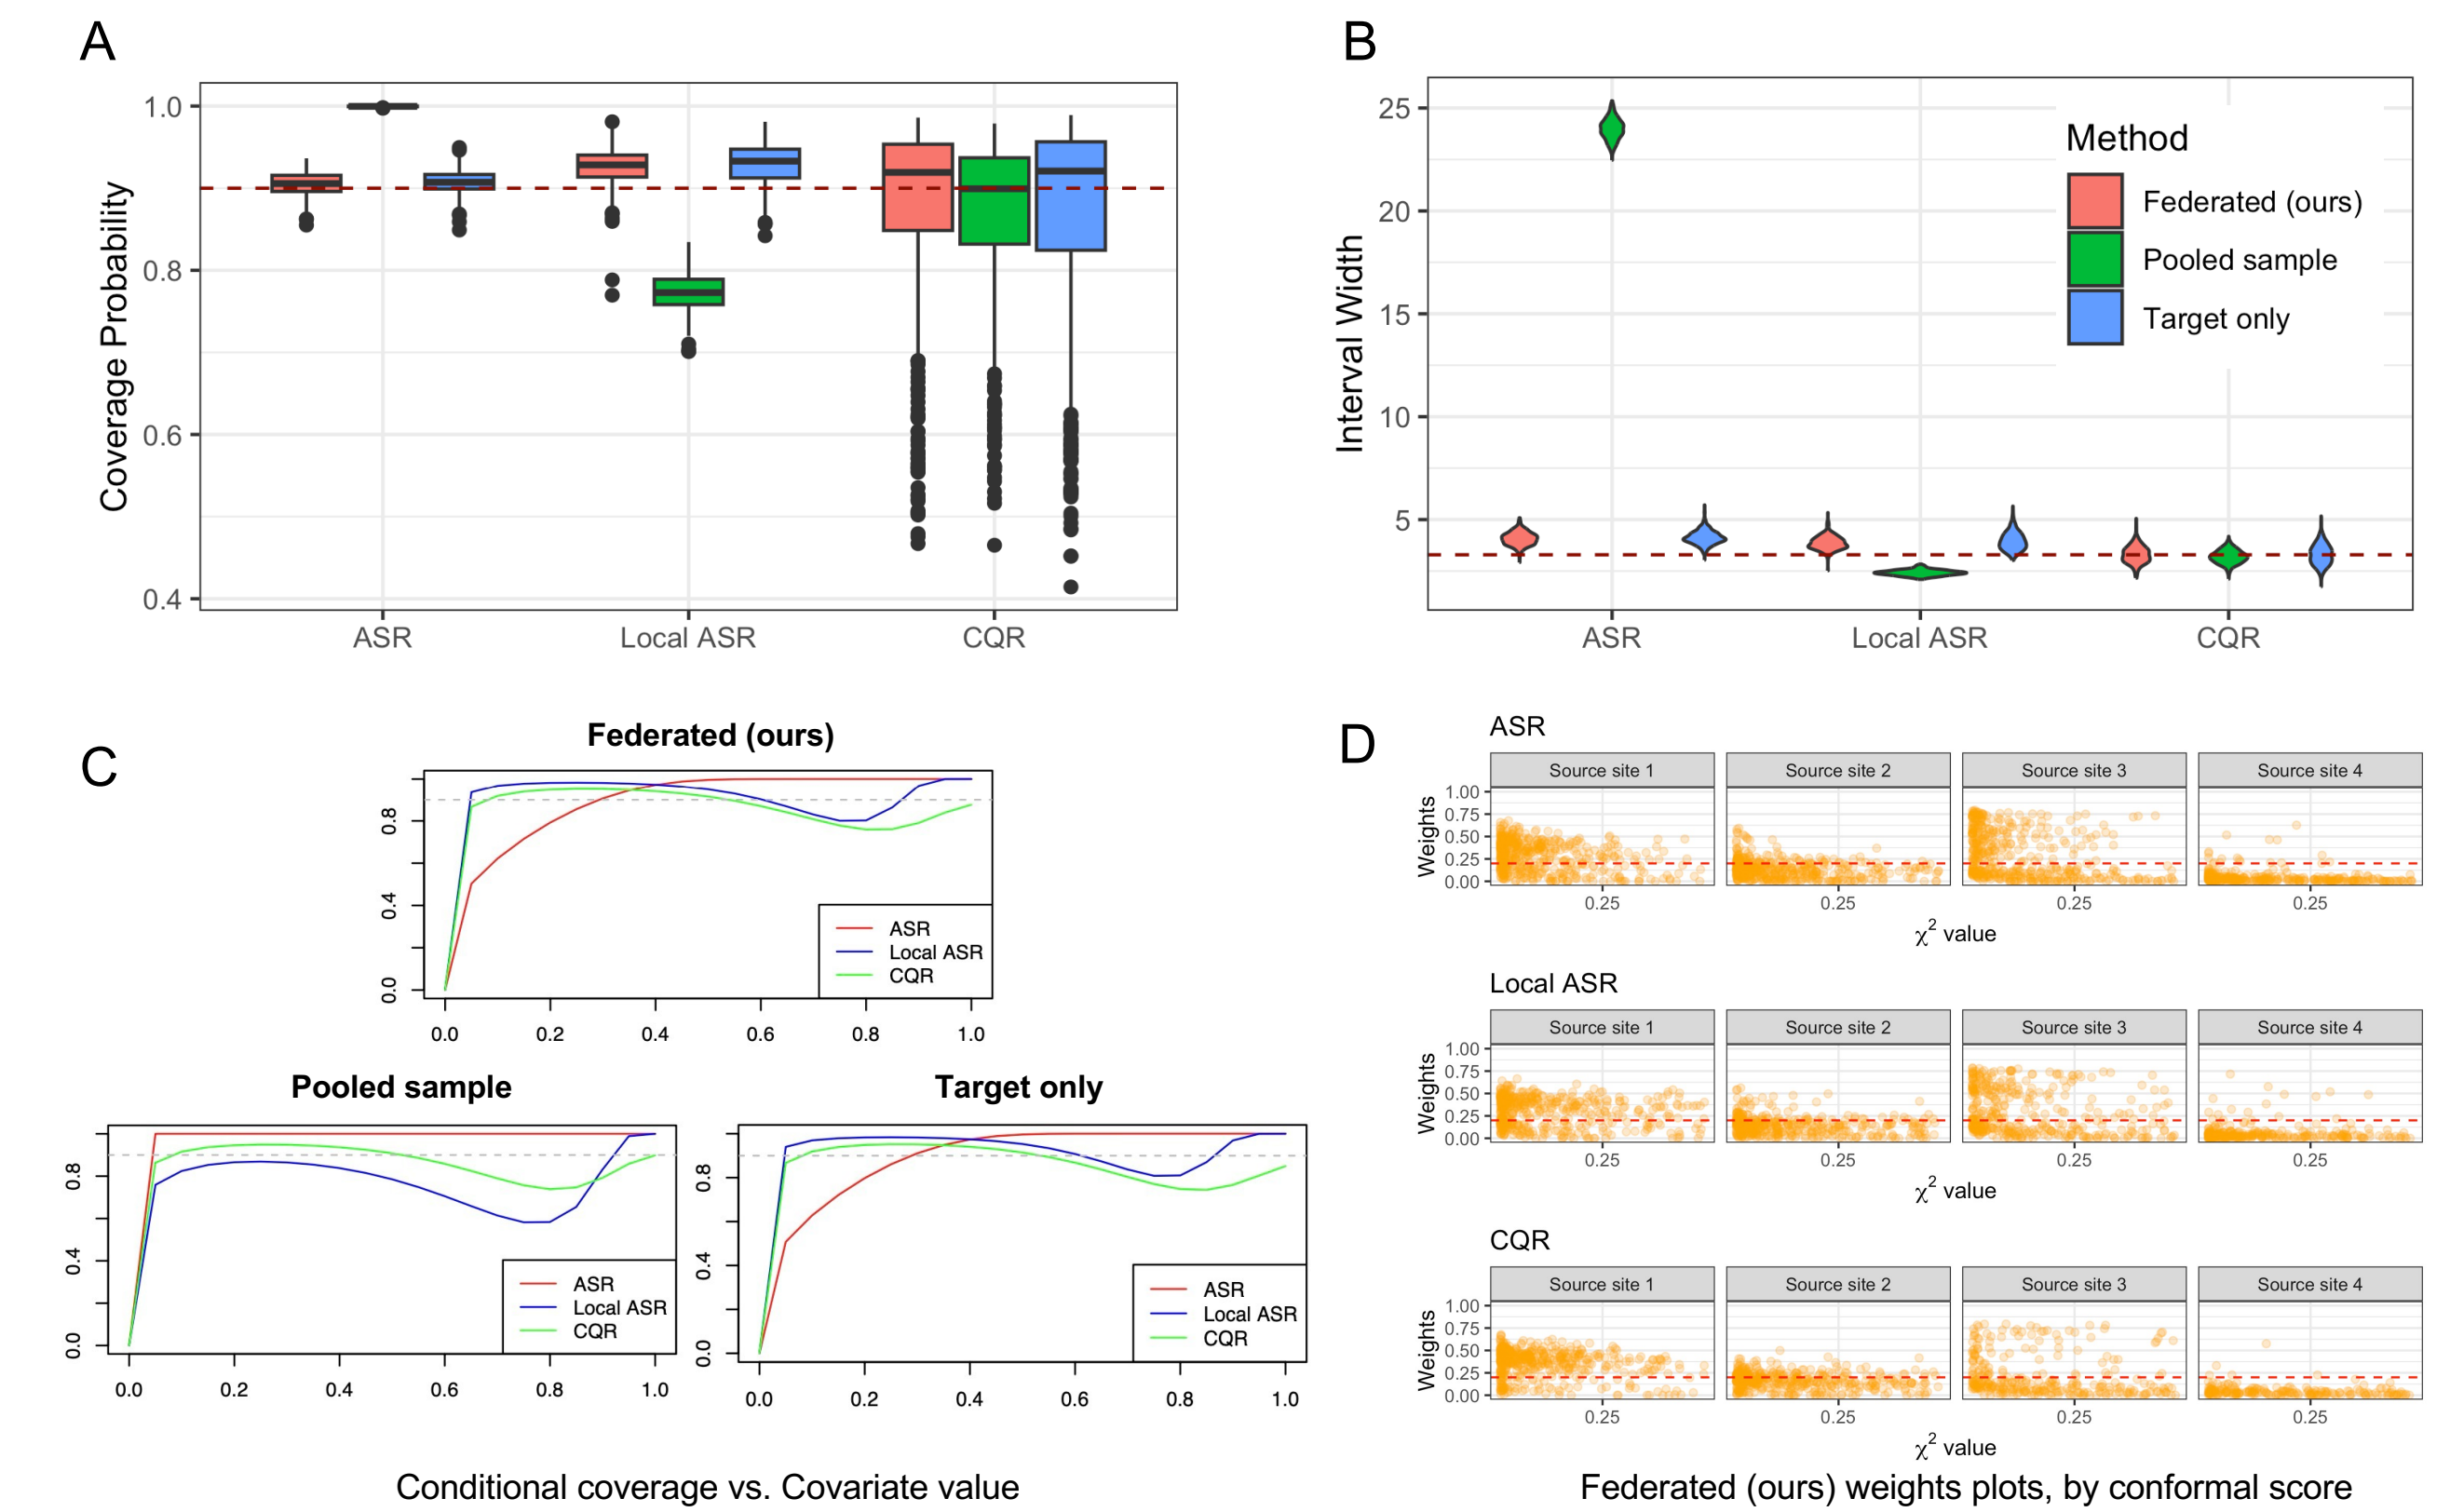 A
Coverage Probability
1.0
0.8
0.6
0.4
ASR Local ASR CQR
B
Interval Width
25
20
15
10
5
ASR Local ASR CQR
Method
Federated (ours)
Pooled sample
Target only
C
Federated (ours)
0.8
0.4
0.0
0.0 0.2 0.4 0.6 0.8 1.0
ASR
Local ASR
CQR
Pooled sample
0.8
0.4
0.0
0.0 0.2 0.4 0.6 0.8 1.0
ASR
Local ASR
CQR
Target only
0.8
0.4
0.0
0.0 0.2 0.4 0.6 0.8 1.0
ASR
Local ASR
CQR
Conditional coverage vs. Covariate value
D
ASR
Source site 1 Source site 2 Source site 3 Source site 4
Weights
1.00
0.75
0.50
0.25
0.00
0.25 0.25 0.25 0.25
χ² value
Local ASR
Source site 1 Source site 2 Source site 3 Source site 4
Weights
1.00
0.75
0.50
0.25
0.00
0.25 0.25 0.25 0.25
χ² value
CQR
Source site 1 Source site 2 Source site 3 Source site 4
Weights
1.00
0.75
0.50
0.25
0.00
0.25 0.25 0.25 0.25
χ² value
Federated (ours) weights plots, by conformal score